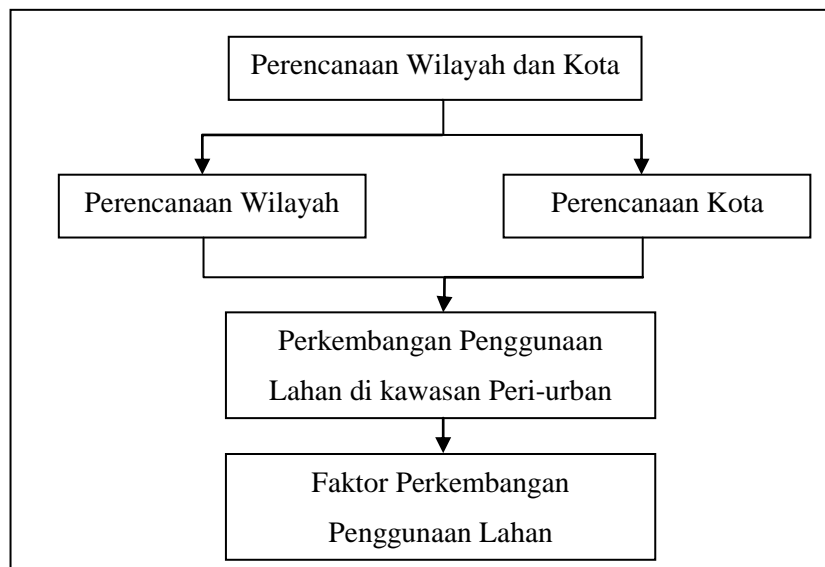 Perencanaan Wilayah dan Kota
Perencanaan Wilayah
Perencanaan Kota
Perkembangan Penggunaan
Lahan di kawasan Peri-urban
Faktor Perkembangan
Penggunaan Lahan